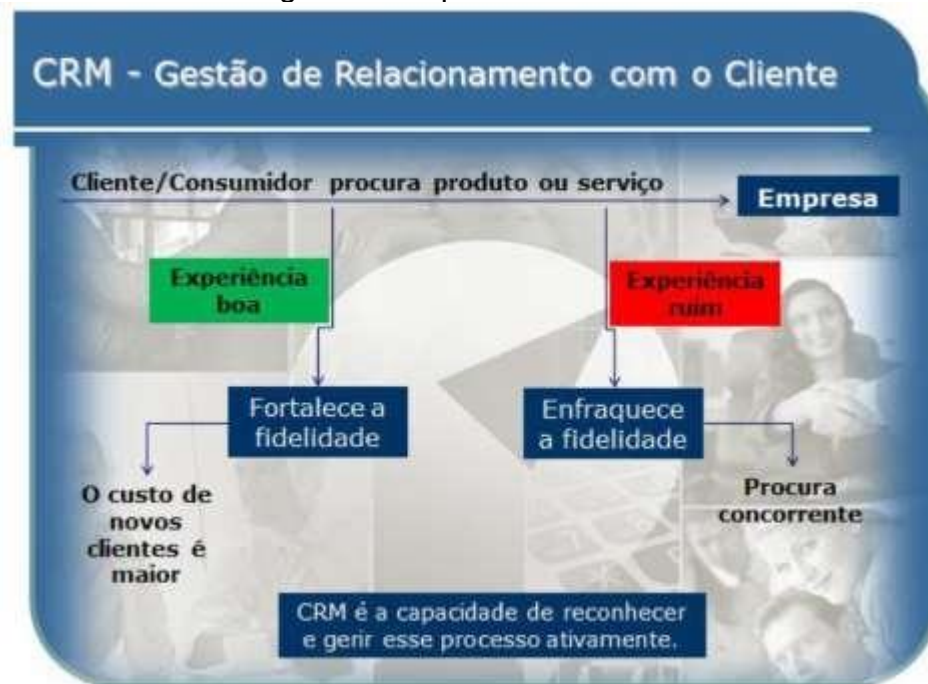 CRM - Gestão de Relacionamento com o Cliente
Cliente/Consumidor procura produto ou serviço
Empresa
Experiência
boa
Experiência
ruim
Fortalece a
fidelidade
Enfraquece
a fidelidade
O custo de
novos
clientes é
maior
Procura
concorrente
CRM é a capacidade de reconhecer
e gerir esse processo ativamente.